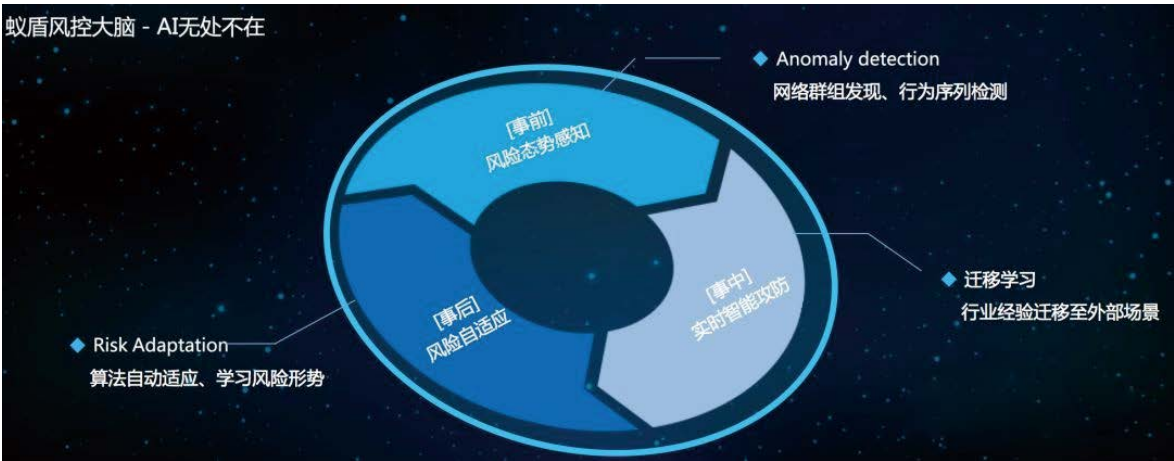 蚁盾风控大脑 - AI无处不在
Anomaly detection
网络群组发现、行为序列检测
[事前]
风险态势感知
[事中]
实时智能攻防
迁移学习
行业经验迁移至外部场景
[事后]
风险自适应
Risk Adaptation
算法自动适应、学习风险形势